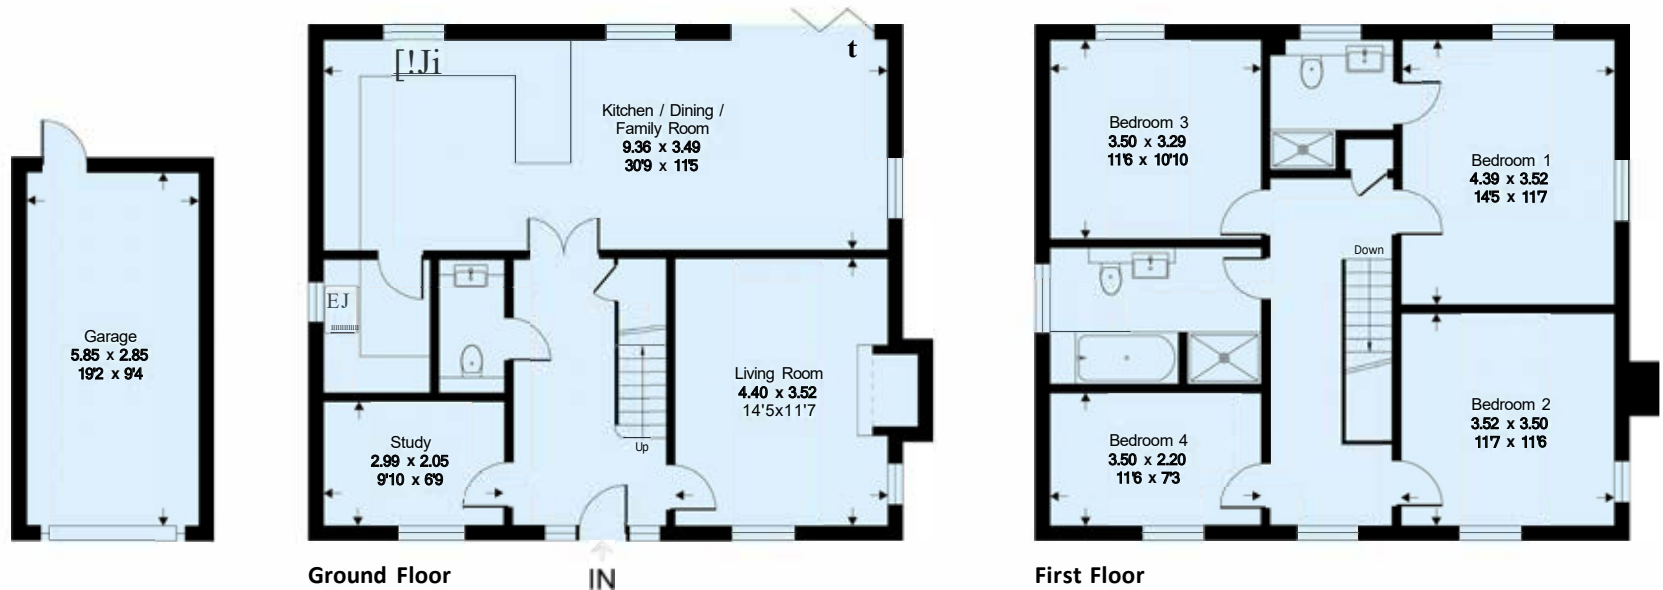 Garage
5.85 x 2.85
19'2 x 9'4
[!Ji
t
Kitchen / Dining /
Family Room
9.36 x 3.49
30'9 x 11'5
EJ
Study
2.99 x 2.05
9'10 x 6'9
Up
Living Room
4.40 x 3.52
14'5x11'7
Ground Floor
IN
Bedroom 3
3.50 x 3.29
11'6 x 10'10
Bedroom 1
4.39 x 3.52
14'5 x 11'7
Down
Bedroom 4
3.50 x 2.20
11'6 x 7'3
Bedroom 2
3.52 x 3.50
11'7 x 11'6
First Floor